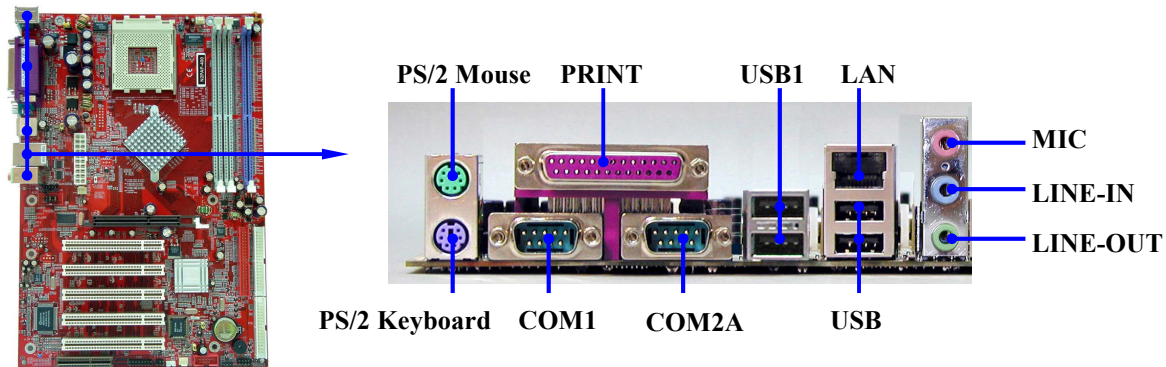 PS/2 Mouse PRINT USB1 LAN
MIC
LINE-IN
LINE-OUT
PS/2 Keyboard COM1 COM2A USB